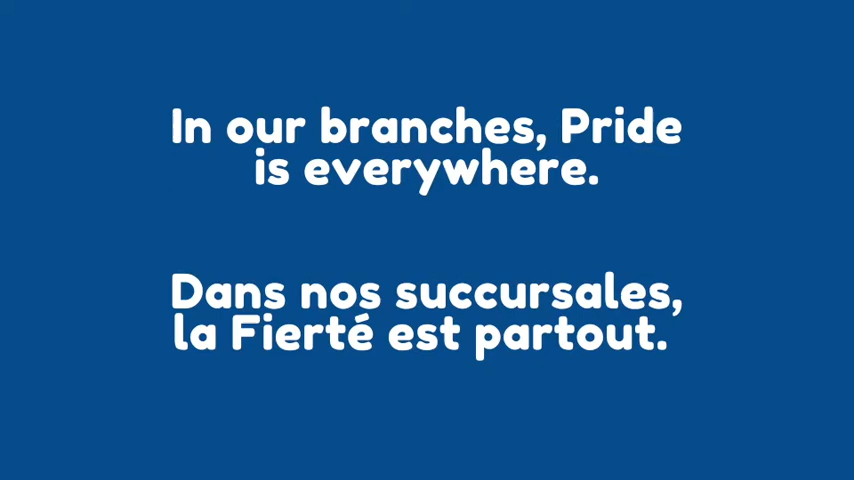 In our branches, Pride
is everywhere.
Dans nos succursales,
la Fierté est partout.